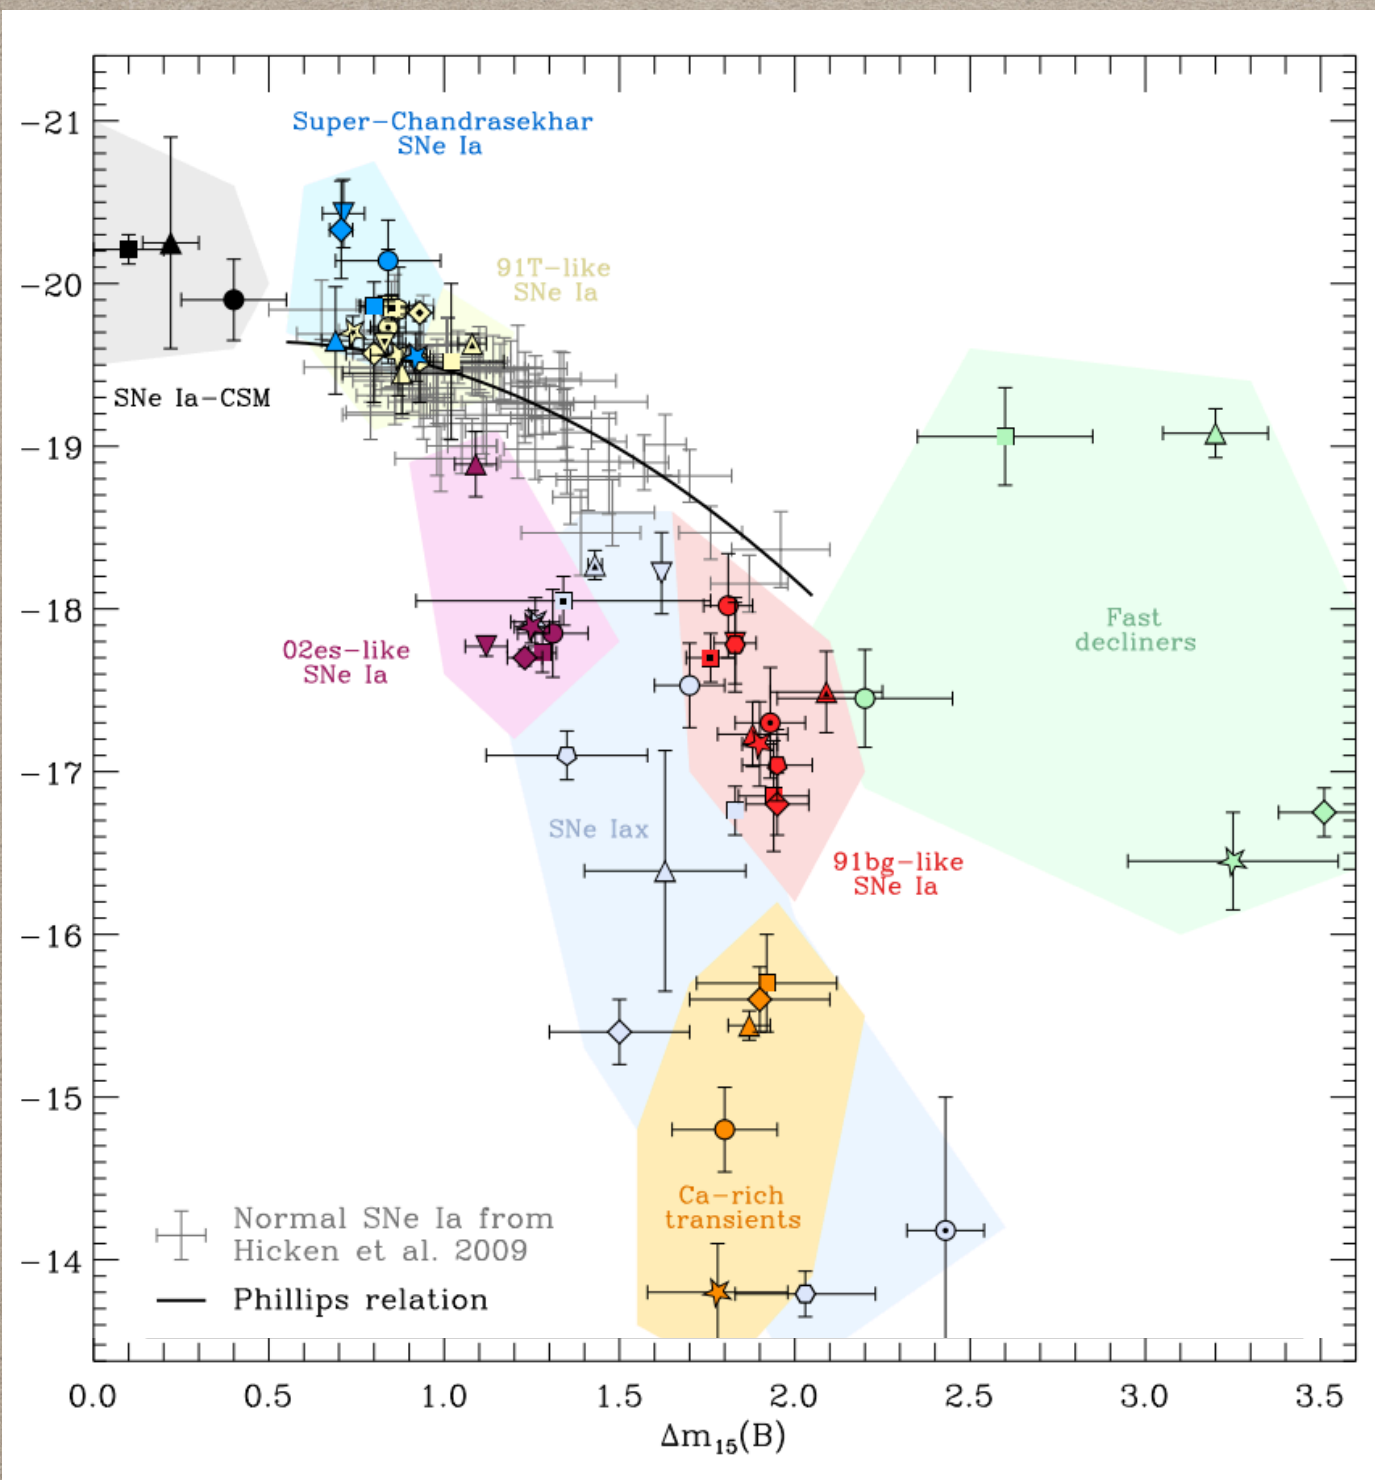 Super-Chandrasekhar
SNe Ia
91T-like
SNe Ia
SNe Ia-CSM
02es-like
SNe Ia
SNe Iax
91bg-like
SNe Ia
Fast
decliners
Ca-rich
transients
Normal SNe Ia from
Hicken et al. 2009
Phillips relation
-21
-20
-19
-18
-17
-16
-15
-14
0.0 0.5 1.0 1.5 2.0 2.5 3.0 3.5
Δm₁₅(B)